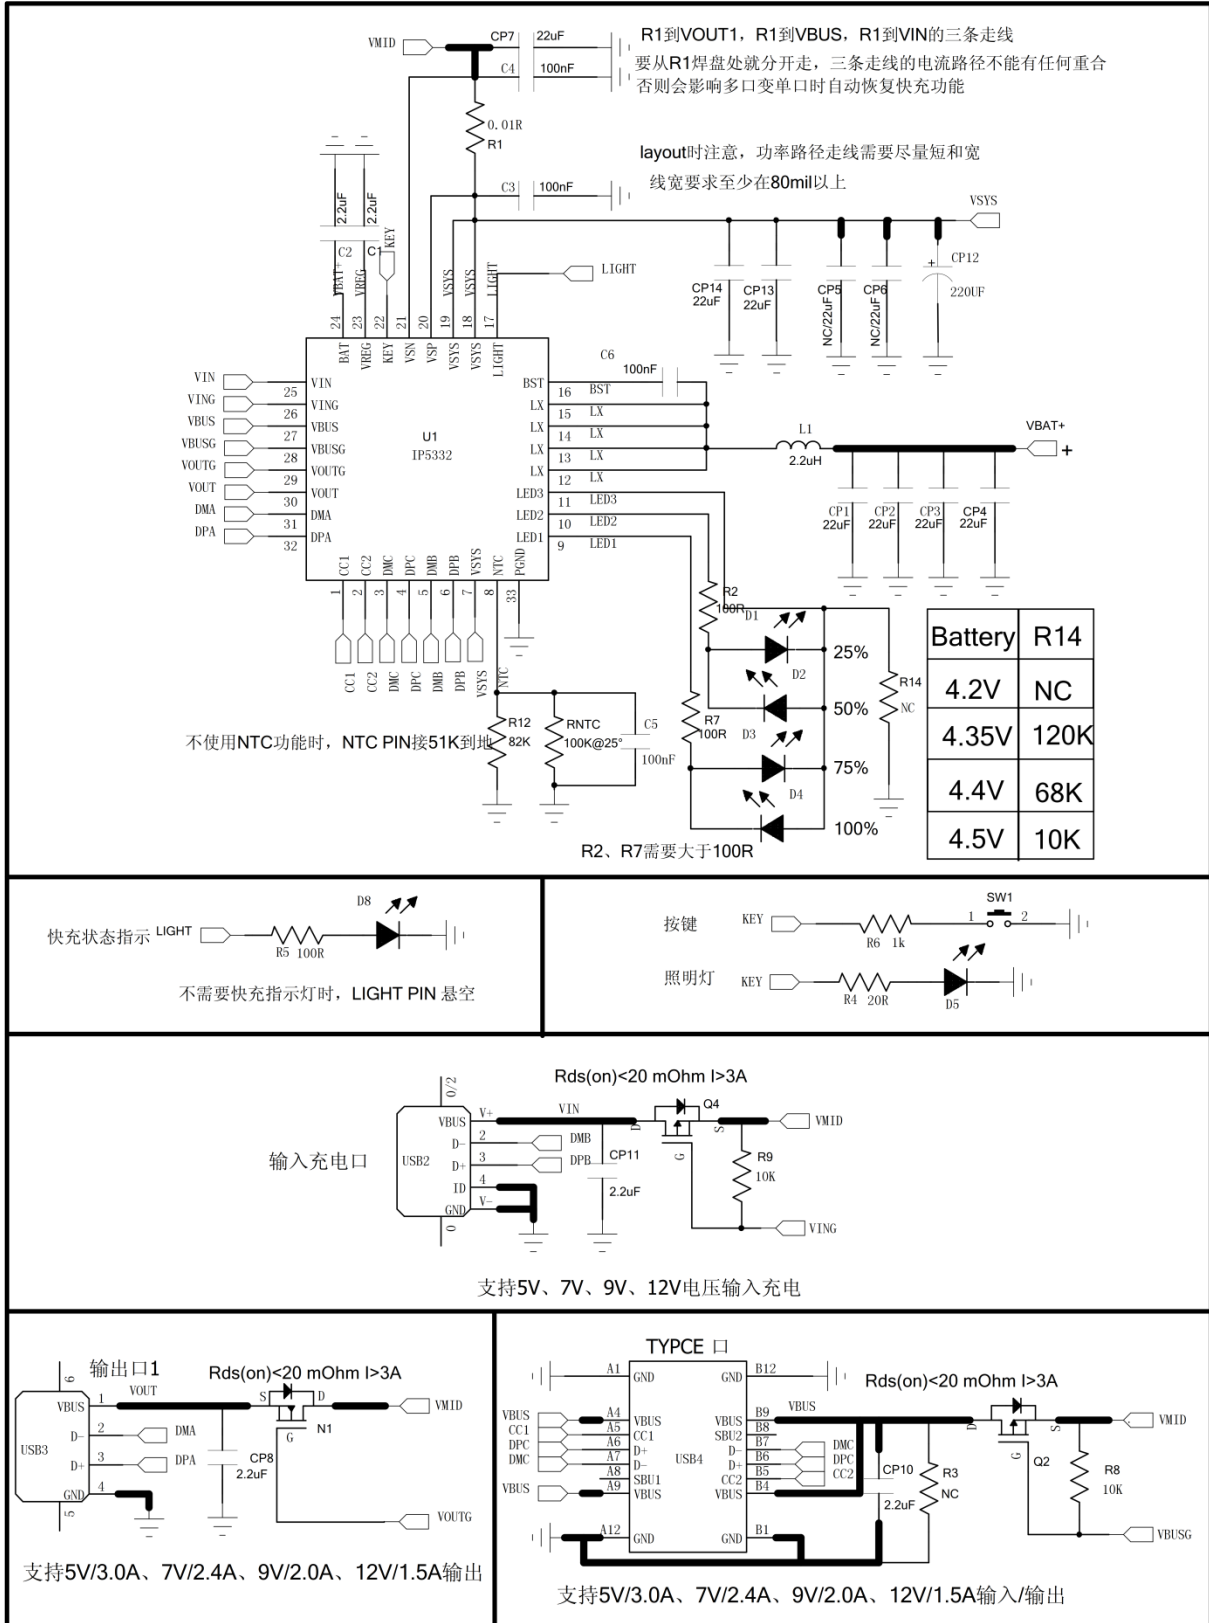 VMID
CP7
22uF
C4
100nF
R1到VOUT1，R1到VBUS，R1到VIN的三条走线
要从R1焊盘处就分开走，三条走线的电流路径不能有任何重合
否则会影响多口变单口时自动恢复快充功能
0.01R
R1
layout时注意，功率路径走线需要尽量短和宽
线宽要求至少在80mil以上
C3
100nF
VSYS
2.2uF
2.2uF
C2
C1
VBAT+
VREG
KEY
VSYS
VSYS
LIGHT
LIGHT
CP14
22uF
CP13
22uF
CP5
NC/22uF
CP6
NC/22uF
+
CP12
220UF
24
23
22
21
20
19
18
17
BAT
VREG
KEY
VSN
VSP
VSYS
VSYS
LIGHT
U1
IP5332
VIN
25
VIN
VING
26
VING
VBUS
27
VBUS
VBUSG
28
VBUSG
VOUTG
29
VOUTG
VOUT
30
VOUT
DMA
31
DMA
DPA
32
DPA
C6
100nF
BST
16
BST
LX
15
LX
LX
14
LX
LX
13
LX
LX
12
LX
LED3
11
LED3
LED2
10
LED2
LED1
9
LED1
L1
2.2uH
VBAT+
+
CP1
22uF
CP2
22uF
CP3
22uF
CP4
22uF
CC1
CC2
DMC
DPC
DMB
DPB
VSYS
NTC
PGND
1
2
3
4
5
6
7
8
33
CC1
CC2
DMC
DPC
DMB
DPB
VSYS
NTC
R2
100R
D1
25%
D2
50%
R7
100R
D3
75%
D4
100%
R14
NC
Battery R14
4.2V NC
4.35V 120K
4.4V 68K
4.5V 10K
不使用NTC功能时，NTC PIN接51K到地
R12
82K
RNTC
100K@25°
C5
100nF
R2、R7需要大于100R
快充状态指示
LIGHT
R5 100R
D8
不需要快充指示灯时，LIGHT PIN 悬空
按键
KEY
R6 1k
1
SW1
2
照明灯
KEY
R4 20R
D5
Rds(on)<20 mOhm I>3A
输入充电口
USB2
0/2
VBUS
V+
D-
2
DMB
D+
3
DPB
ID
4
GND
V-
0
VIN
CP11
2.2uF
D
Q4
S
G
VMID
R9
10K
VING
支持5V、7V、9V、12V电压输入充电
输出口1
Rds(on)<20 mOhm I>3A
USB3
6
VBUS
1
VOUT
D-
2
DMA
D+
3
DPA
GND
4
5
CP8
2.2uF
S
D
N1
G
VMID
VOUTG
支持5V/3.0A、7V/2.4A、9V/2.0A、12V/1.5A输出
TYPCE 口
Rds(on)<20 mOhm I>3A
USB4
A1
GND
VBUS
A4
VBUS
CC1
A5
CC1
DPC
A6
D+
DMC
A7
D-
A8
SBU1
VBUS
A9
VBUS
A12
GND
GND
B12
VBUS
B9
VBUS
SBU2
B8
D-
B7
DMC
D+
B6
DPC
CC2
B5
CC2
VBUS
B4
GND
B1
CP10
2.2uF
R3
NC
D
S
G
Q2
VMID
R8
10K
VBUSG
支持5V/3.0A、7V/2.4A、9V/2.0A、12V/1.5A输入/输出